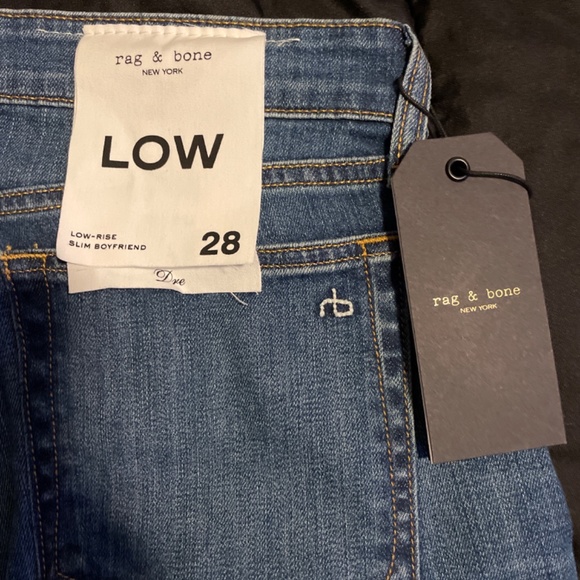 rag & bone
NEW YORK
LOW
LOW-RISE
SLIM BOYFRIEND
28
Dre
rb
rag & bone
NEW YORK